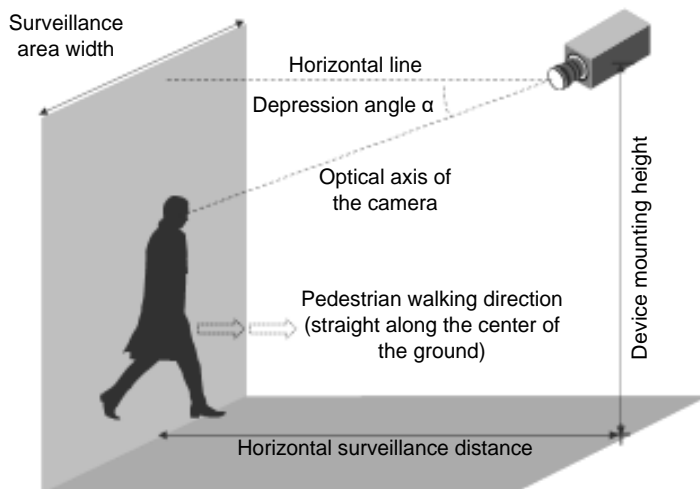 Surveillance
area width
Horizontal line
Depression angle α
Optical axis of
the camera
Device mounting height
Pedestrian walking direction
(straight along the center of
the ground)
Horizontal surveillance distance